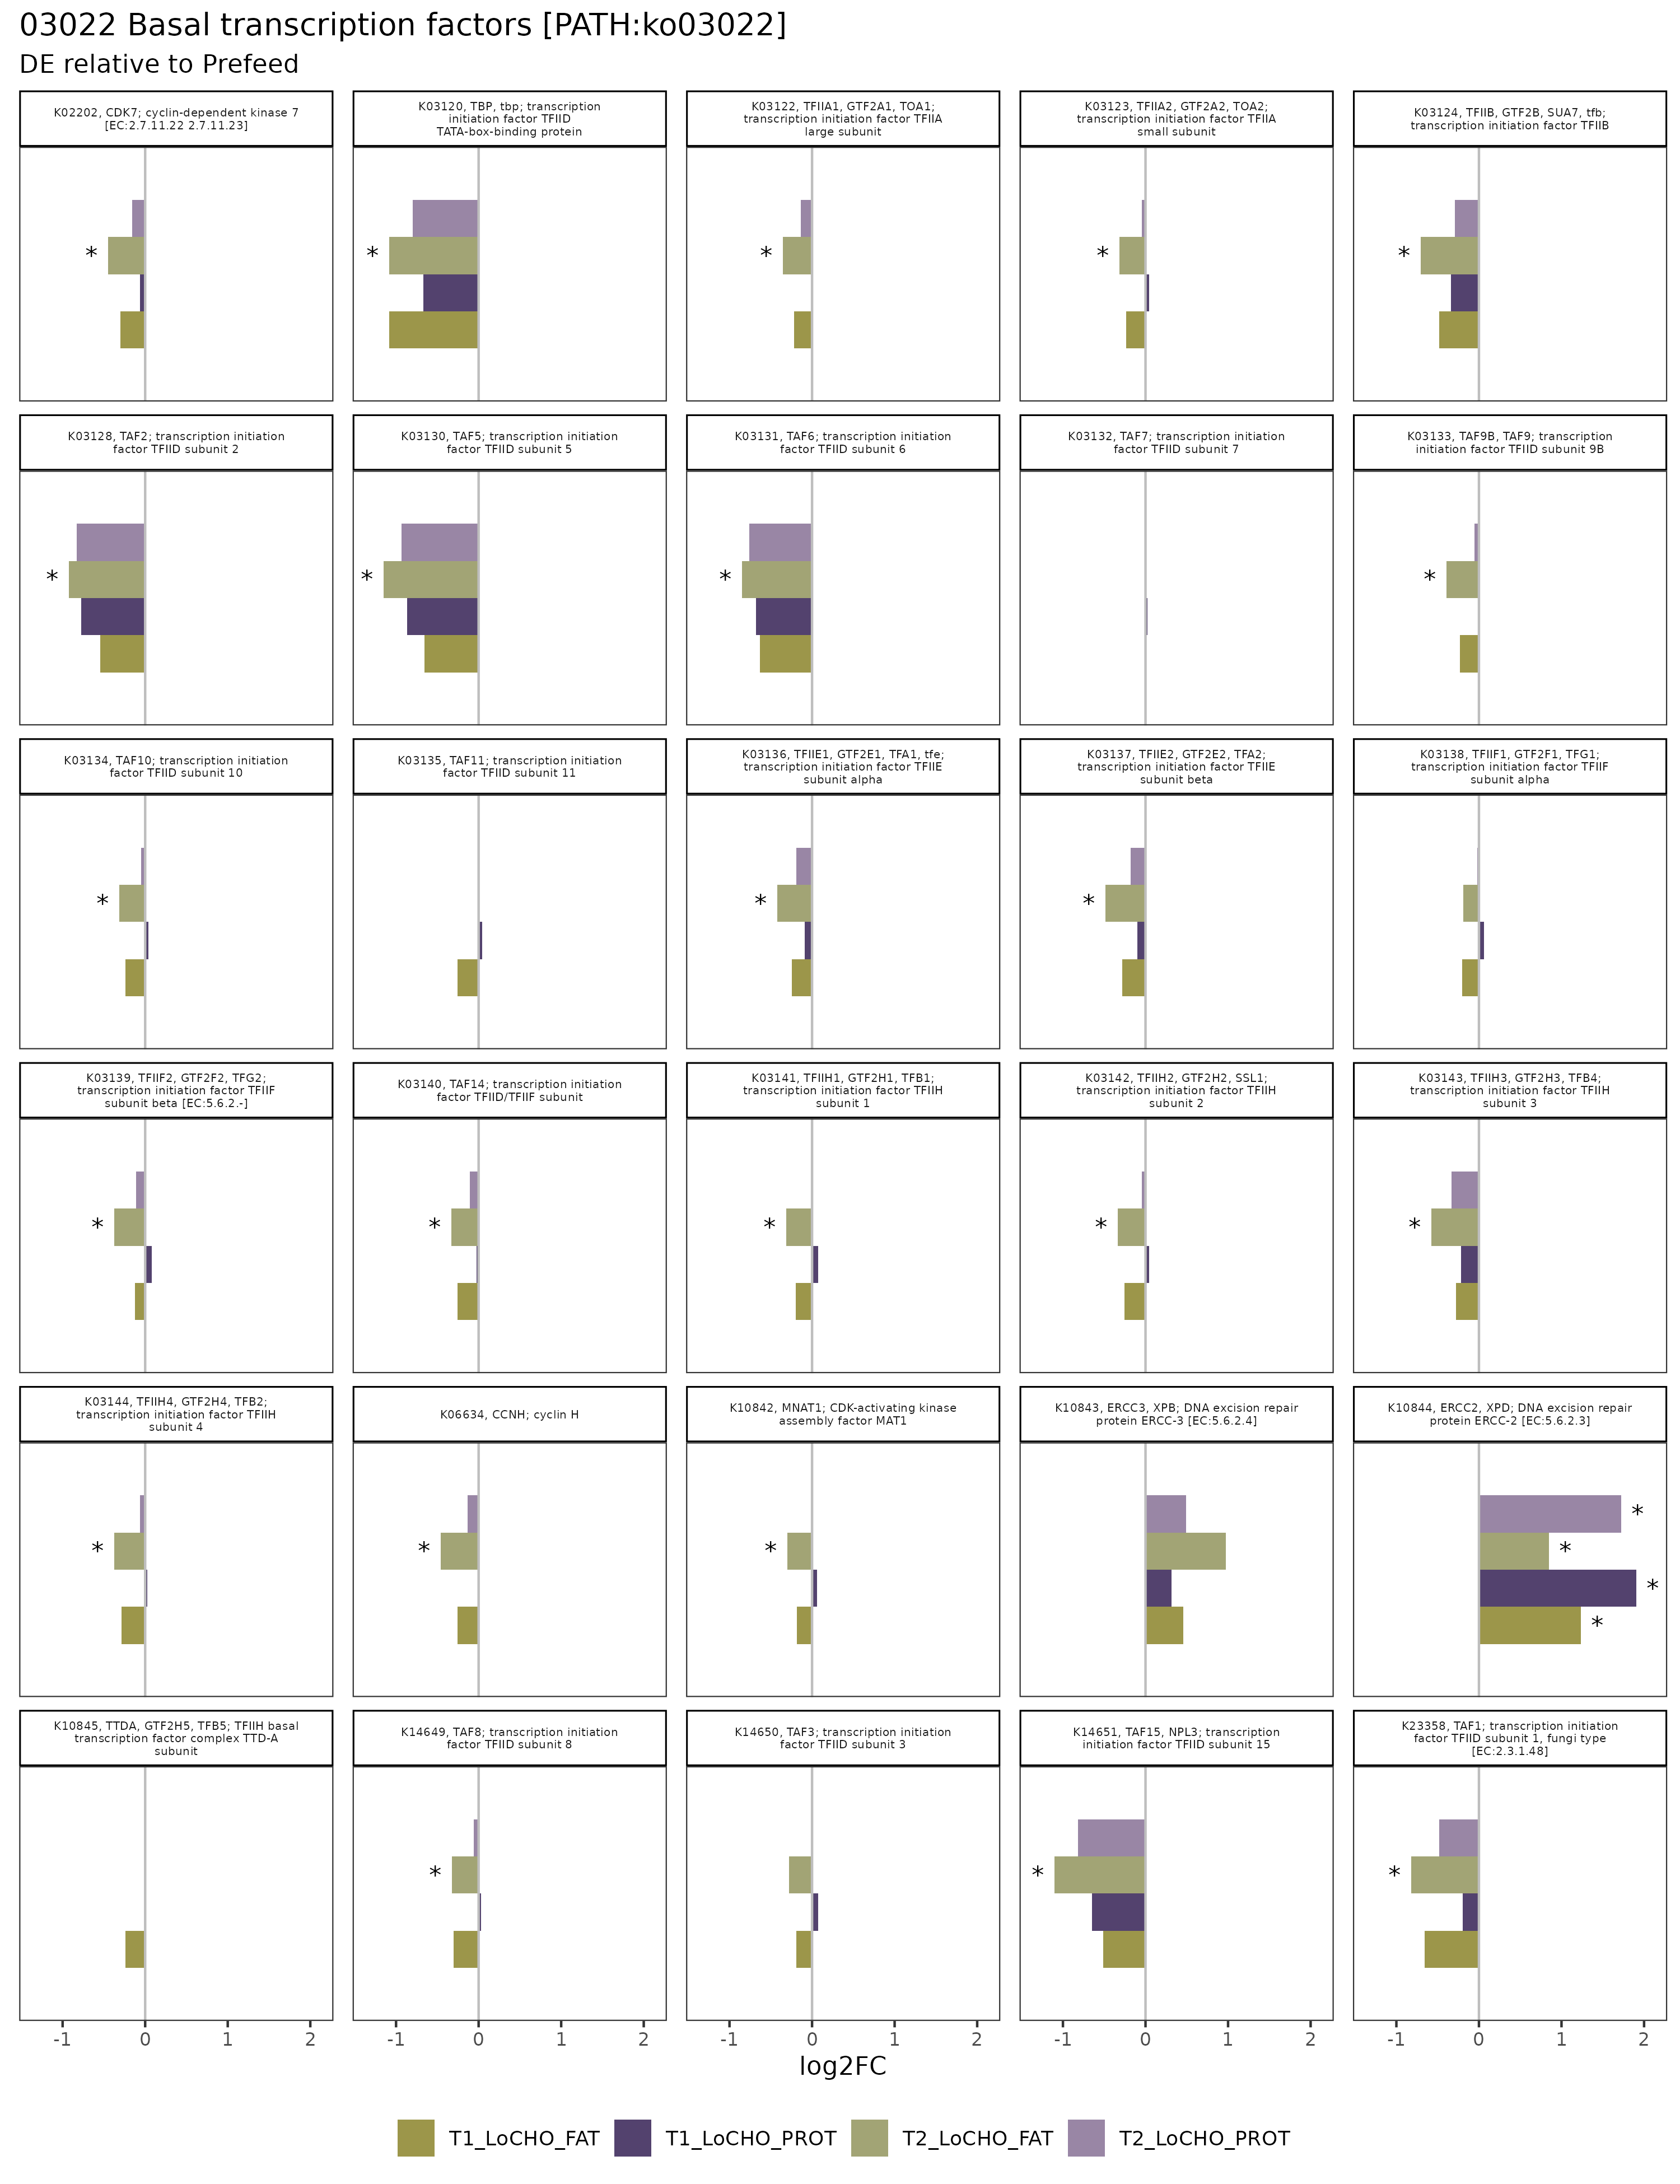 03022 Basal transcription factors [PATH:ko03022]
DE relative to Prefeed
K02202, CDK7; cyclin-dependent kinase 7
[EC:2.7.11.22 2.7.11.23]
K03120, TBP, tbp; transcription
initiation factor TFIID
TATA-box-binding protein
K03122, TFIIA1, GTF2A1, TOA1;
transcription initiation factor TFIIA
large subunit
K03123, TFIIA2, GTF2A2, TOA2;
transcription initiation factor TFIIA
small subunit
K03124, TFIIB, GTF2B, SUA7, tfb;
transcription initiation factor TFIIB
*
*
*
*
*
K03128, TAF2; transcription initiation
factor TFIID subunit 2
K03130, TAF5; transcription initiation
factor TFIID subunit 5
K03131, TAF6; transcription initiation
factor TFIID subunit 6
K03132, TAF7; transcription initiation
factor TFIID subunit 7
K03133, TAF9B, TAF9; transcription
initiation factor TFIID subunit 9B
*
*
*
*
K03134, TAF10; transcription initiation
factor TFIID subunit 10
K03135, TAF11; transcription initiation
factor TFIID subunit 11
K03136, TFIIE1, GTF2E1, TFA1, tfe;
transcription initiation factor TFIIE
subunit alpha
K03137, TFIIE2, GTF2E2, TFA2;
transcription initiation factor TFIIE
subunit beta
K03138, TFIIF1, GTF2F1, TFG1;
transcription initiation factor TFIIF
subunit alpha
*
*
*
K03139, TFIIF2, GTF2F2, TFG2;
transcription initiation factor TFIIF
subunit beta [EC:5.6.2.-]
K03140, TAF14; transcription initiation
factor TFIID/TFIIF subunit
K03141, TFIIH1, GTF2H1, TFB1;
transcription initiation factor TFIIH
subunit 1
K03142, TFIIH2, GTF2H2, SSL1;
transcription initiation factor TFIIH
subunit 2
K03143, TFIIH3, GTF2H3, TFB4;
transcription initiation factor TFIIH
subunit 3
*
*
*
*
*
K03144, TFIIH4, GTF2H4, TFB2;
transcription initiation factor TFIIH
subunit 4
K06634, CCNH; cyclin H
K10842, MNAT1; CDK-activating kinase
assembly factor MAT1
K10843, ERCC3, XPB; DNA excision repair
protein ERCC-3 [EC:5.6.2.4]
K10844, ERCC2, XPD; DNA excision repair
protein ERCC-2 [EC:5.6.2.3]
*
*
*
*
*
*
*
K10845, TTDA, GTF2H5, TFB5; TFIIH basal
transcription factor complex TTD-A
subunit
K14649, TAF8; transcription initiation
factor TFIID subunit 8
K14650, TAF3; transcription initiation
factor TFIID subunit 3
K14651, TAF15, NPL3; transcription
initiation factor TFIID subunit 15
K23358, TAF1; transcription initiation
factor TFIID subunit 1, fungi type
[EC:2.3.1.48]
*
*
*
-1 0 1 2
-1 0 1 2
-1 0 1 2
-1 0 1 2
-1 0 1 2
log2FC
T1_LoCHO_FAT T1_LoCHO_PROT T2_LoCHO_FAT T2_LoCHO_PROT